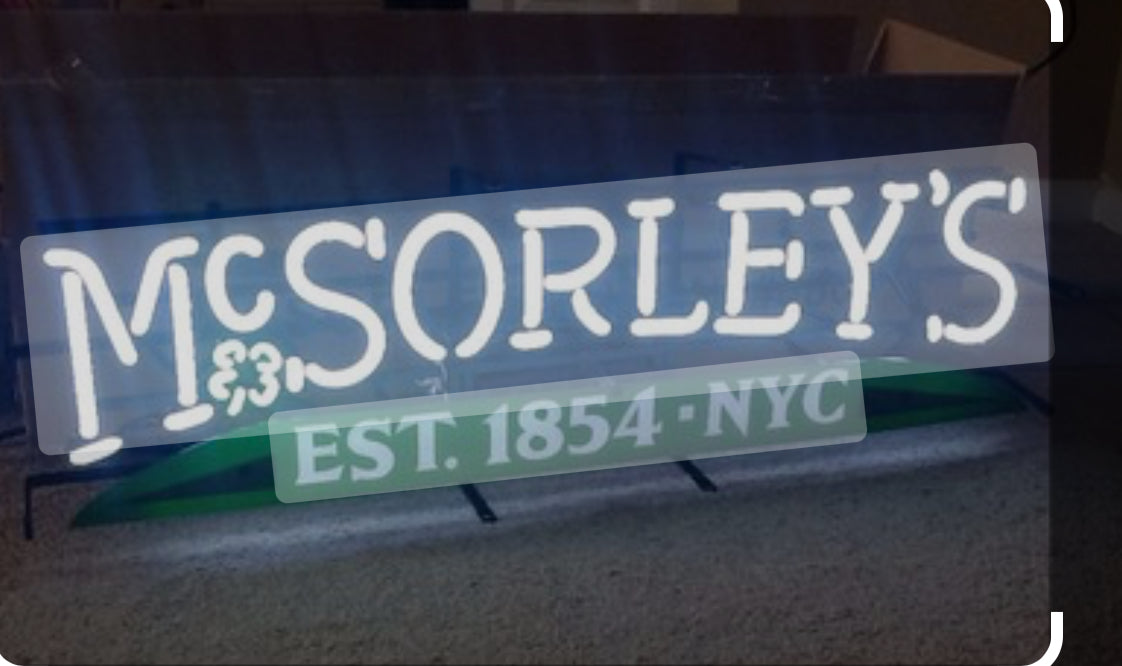 McSORLEY'S
EST. 1854 · NYC